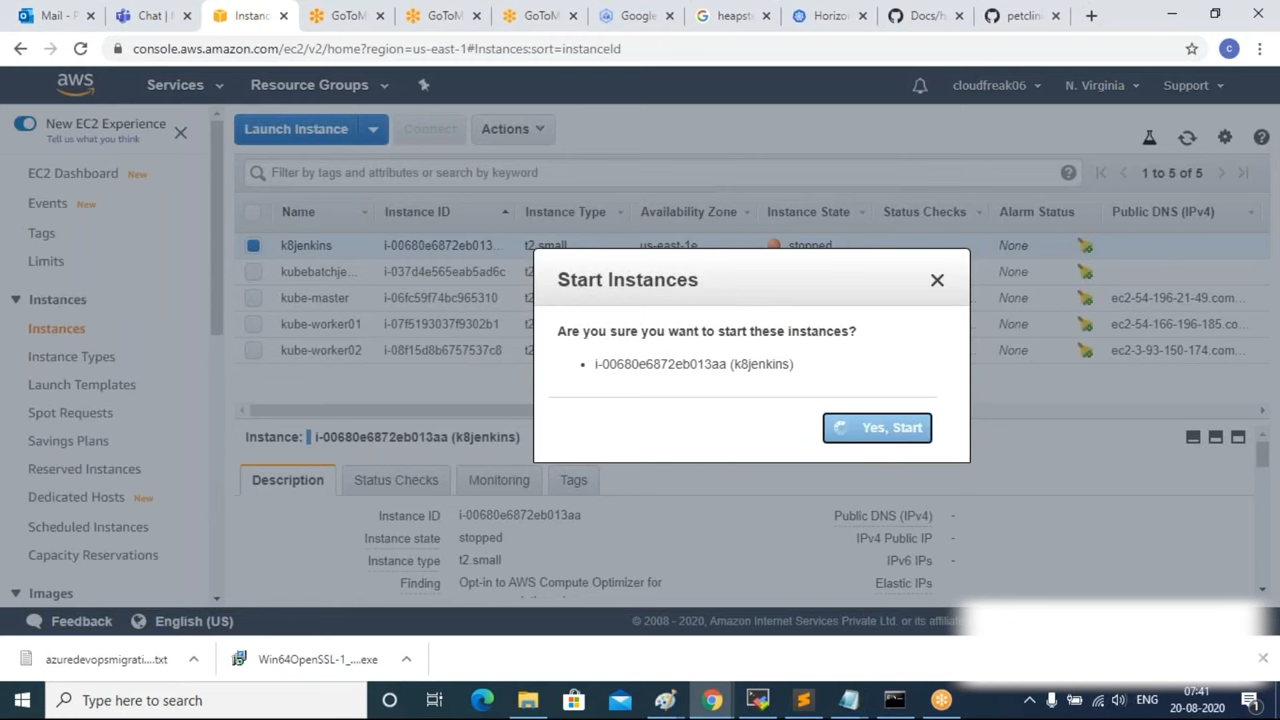 Mail - P
Chat | M
Instanc
GoToM
GoToM
GoToM
Google
heapst
Horizon
Docs/h
petclin
console.aws.amazon.com/ec2/v2/home?region=us-east-1#Instances:sort=instanceId
c
aws
Services
Resource Groups
cloudfreak06
N. Virginia
Support
New EC2 Experience
Tell us what you think
Launch Instance
Connect
Actions
Filter by tags and attributes or search by keyword
1 to 5 of 5
EC2 Dashboard New
Events New
Tags
Limits
Instances
Instances
Instance Types
Launch Templates
Spot Requests
Savings Plans
Reserved Instances
Dedicated Hosts New
Scheduled Instances
Capacity Reservations
Images
Name Instance ID Instance Type Availability Zone Instance State Status Checks Alarm Status Public DNS (IPv4)
k8jenkins i-00680e6872eb013... t2.small us-east-1e stopped None
kubebatchje... i-037d4e565eab5ad6c None
kube-master i-06fc59f74bc965310 None ec2-54-196-21-49.com...
kube-worker01 i-07f5193037f9302b1 None ec2-54-166-196-185.co...
kube-worker02 i-08f15d8b6757537c8 None ec2-3-93-150-174.com...
Start Instances
Are you sure you want to start these instances?
• i-00680e6872eb013aa (k8jenkins)
Yes, Start
Instance: i-00680e6872eb013aa (k8jenkins)
Description Status Checks Monitoring Tags
Instance ID i-00680e6872eb013aa
Instance state stopped
Instance type t2.small
Finding Opt-in to AWS Compute Optimizer for
Public DNS (IPv4) -
IPv4 Public IP -
IPv6 IPs -
Elastic IPs
Feedback
English (US)
© 2008 - 2020, Amazon Internet Services Private Ltd. or its affiliate
azuredevopsmigrati....txt
Win64OpenSSL-1_....exe
Type here to search
ENG
07:41
20-08-2020
1